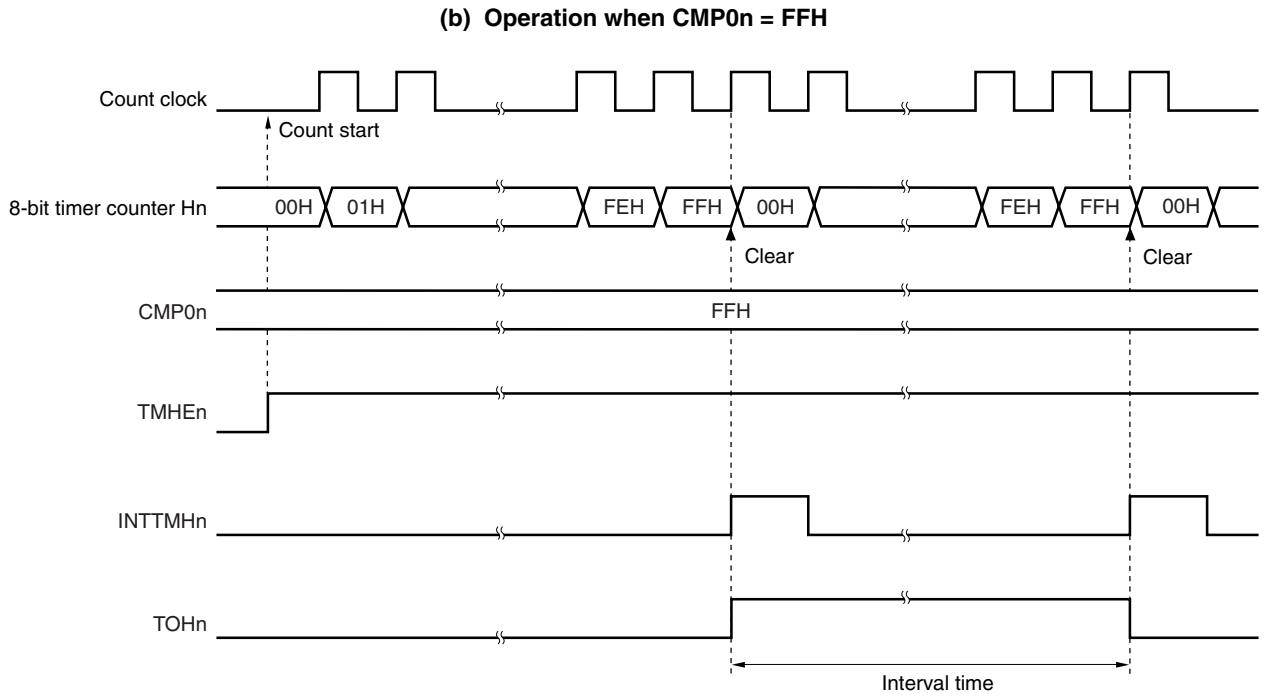 (b) Operation when CMP0n = FFH
Count clock
Count start
8-bit timer counter Hn
00H 01H FEH FFH 00H FEH FFH 00H
Clear Clear
CMP0n FFH
TMHEn
INTTMHn
TOHn
Interval time